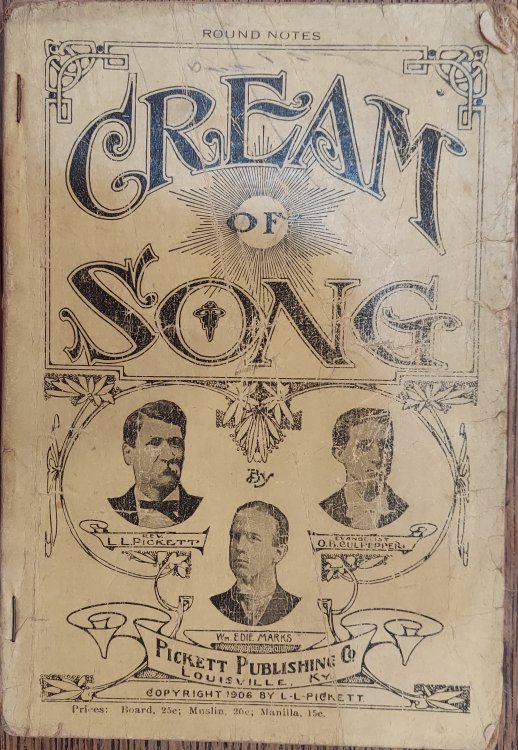 ROUND NOTES
CREAM
OF
SONG
By
REV.
L.L. PICKETT
EVANGELIST
O.B. CULPEPPER.
WM. EDIE MARKS
PICKETT PUBLISHING CO
LOUISVILLE, KY.
COPYRIGHT 1906 BY L-L-PICKETT
Prices: Board, 25c; Muslin, 20c; Manilla, 15c.